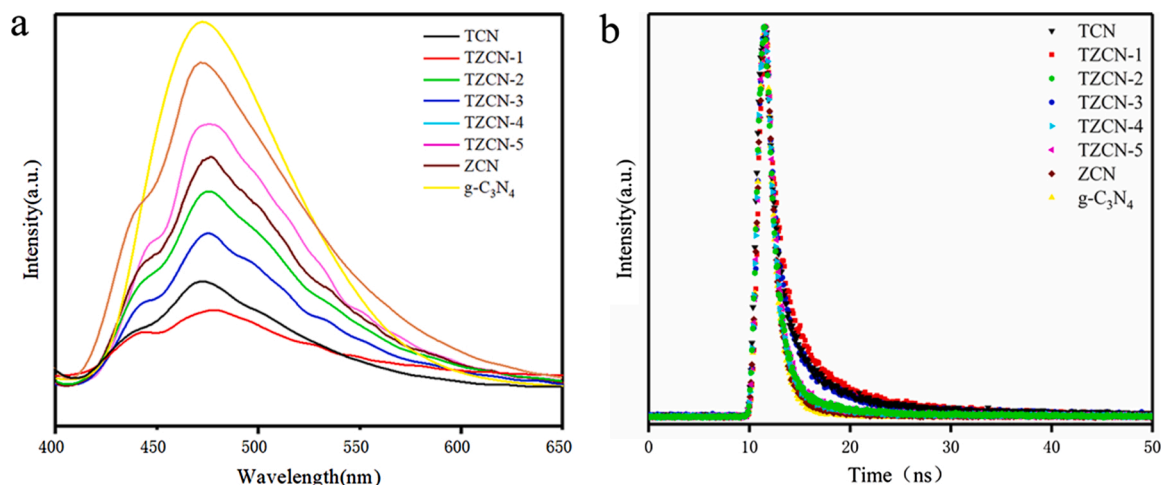 a
TCN
TZCN-1
TZCN-2
TZCN-3
TZCN-4
TZCN-5
ZCN
g-C₃N₄
Intensity(a.u.)
400 450 500 550 600 650
Wavelength(nm)
b
TCN
TZCN-1
TZCN-2
TZCN-3
TZCN-4
TZCN-5
ZCN
g-C₃N₄
Intensity(a.u.)
0 10 20 30 40 50
Time（ns）